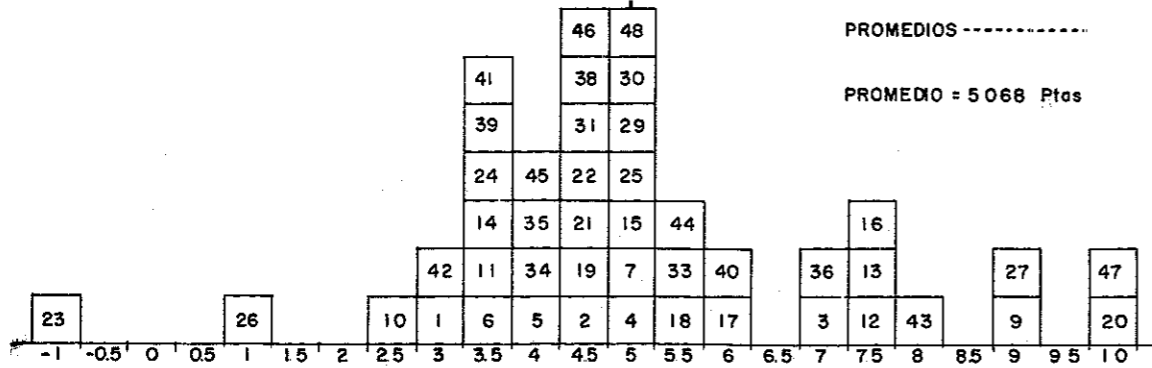 46 48 PROMEDIOS
41 38 30 PROMEDIO = 5068 Ptas
39 31 29
24 45 22 25
14 35 21 15 44 16
42 11 34 19 7 33 40 36 13 27 47
23 26 10 1 6 5 2 4 18 17 3 12 43 9 20
-1 -0.5 0 0.5 1 1.5 2 2.5 3 3.5 4 4.5 5 5.5 6 6.5 7 7.5 8 8.5 9 9.5 10